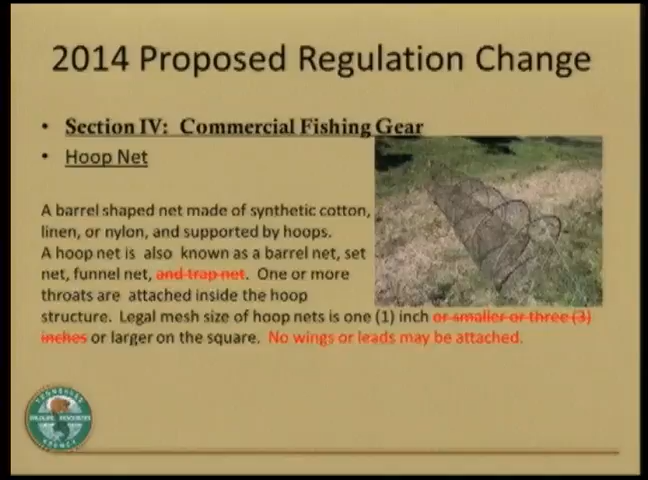 2014 Proposed Regulation Change
• Section IV: Commercial Fishing Gear
• Hoop Net
A barrel shaped net made of synthetic cotton,
linen, or nylon, and supported by hoops.
A hoop net is also known as a barrel net, set
net, funnel net, and trap net. One or more
throats are attached inside the hoop
structure. Legal mesh size of hoop nets is one (1) inch or smaller or three (3)
inches or larger on the square. No wings or leads may be attached.
TENNESSEE
WILDLIFE RESOURCES
AGENCY